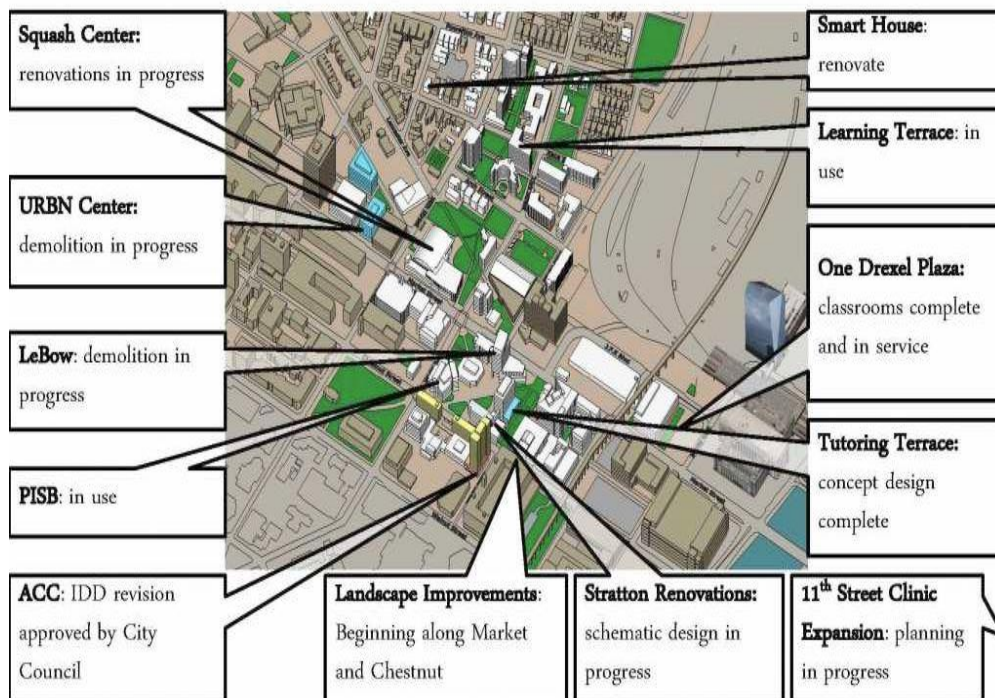 Squash Center:
renovations in progress
URBN Center:
demolition in progress
LeBow: demolition in
progress
PISB: in use
ACC: IDD revision
approved by City
Council
Landscape Improvements:
Beginning along Market
and Chestnut
Stratton Renovations:
schematic design in
progress
11th Street Clinic
Expansion: planning
in progress
Smart House:
renovate
Learning Terrace: in
use
One Drexel Plaza:
classrooms complete
and in service
Tutoring Terrace:
concept design
complete